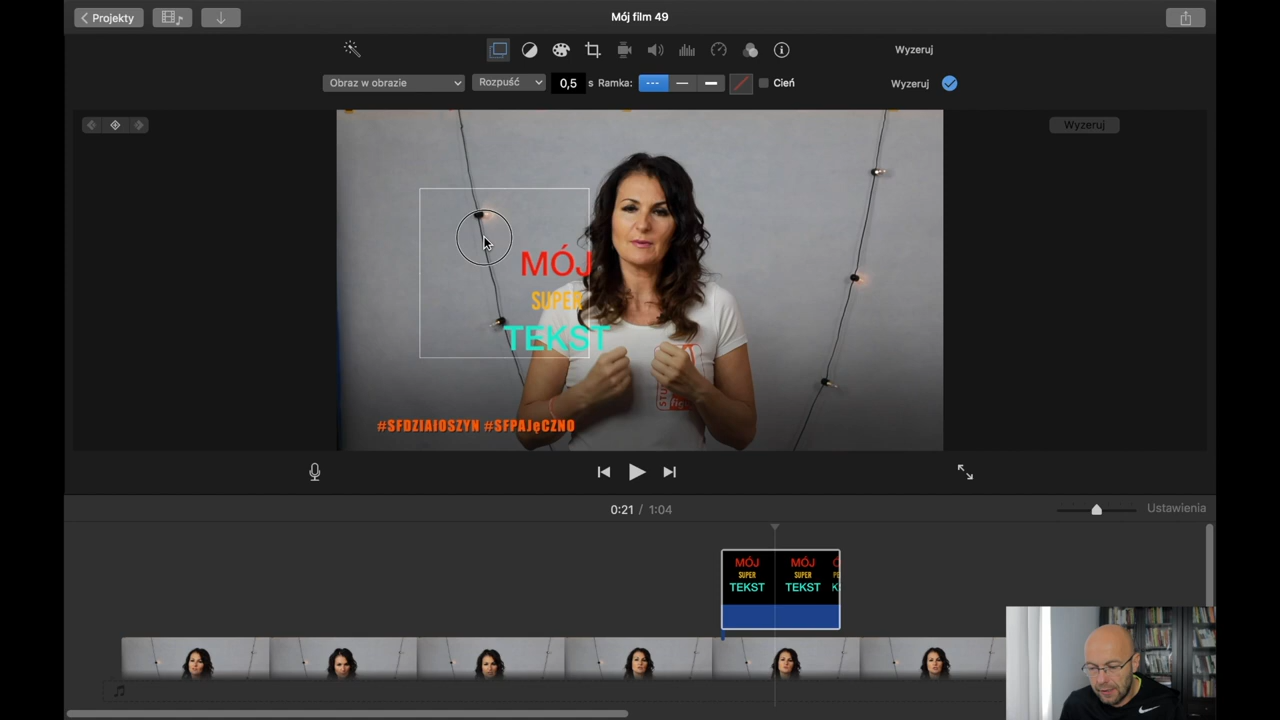 Projekty
Mój film 49
Wyzeruj
Obraz w obrazie
Rozpuść
0,5 s Ramka:
Cień
Wyzeruj
Wyzeruj
MÓJ
SUPER
TEKST
#SFDZIAlOSZYN #SFPAJęCZNO
0:21 / 1:04
Ustawienia
MÓJ MÓJ
SUPER SUPER
TEKST TEKST